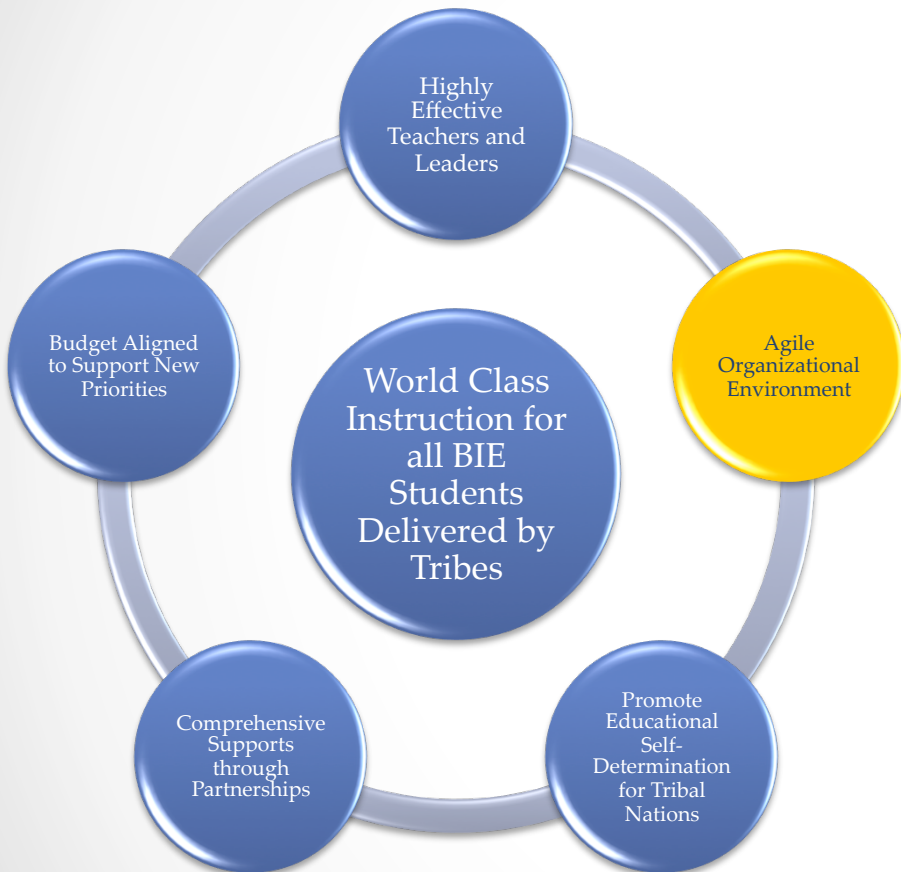 Highly
Effective
Teachers and
Leaders
Agile
Organizational
Environment
Promote
Educational
Self-
Determination
for Tribal
Nations
Comprehensive
Supports
through
Partnerships
Budget Aligned
to Support New
Priorities
World Class
Instruction for
all BIE
Students
Delivered by
Tribes